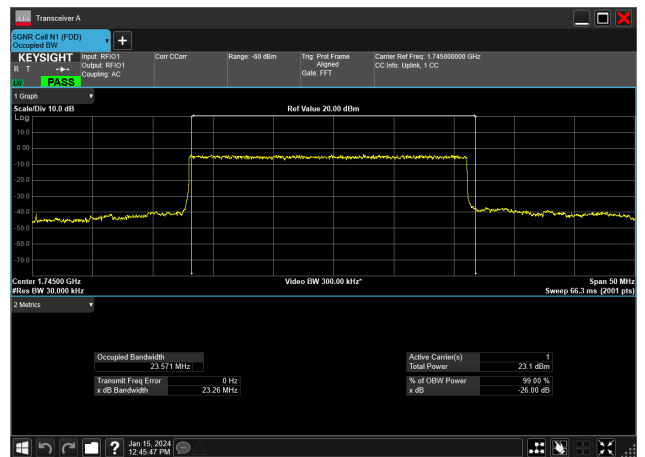 Transceiver A
5GNR Cell N1 (FDD)
Occupied BW
KEYSIGHT
R T
LNI
PASS
Input: RFIO1
Output: RFIO1
Coupling: AC
Corr CCorr
Range: -60 dBm
Trig: Prot Frame
Aligned
Gate: FFT
Carrier Ref Freq: 1.745000000 GHz
CC Info: Uplink, 1 CC
1 Graph
Scale/Div 10.0 dB
Ref Value 20.00 dBm
Log
10.0
0.00
-10.0
-20.0
-30.0
-40.0
-50.0
-60.0
-70.0
Center 1.74500 GHz
Video BW 300.00 kHz*
Span 50 MHz
#Res BW 30.000 kHz
Sweep 66.3 ms (2001 pts)
2 Metrics
Occupied Bandwidth
23.571 MHz
Transmit Freq Error 0 Hz
x dB Bandwidth 23.26 MHz
Active Carrier(s) 1
Total Power 23.1 dBm
% of OBW Power 99.00 %
x dB -26.00 dB
?
Jan 15, 2024
12:45:47 PM